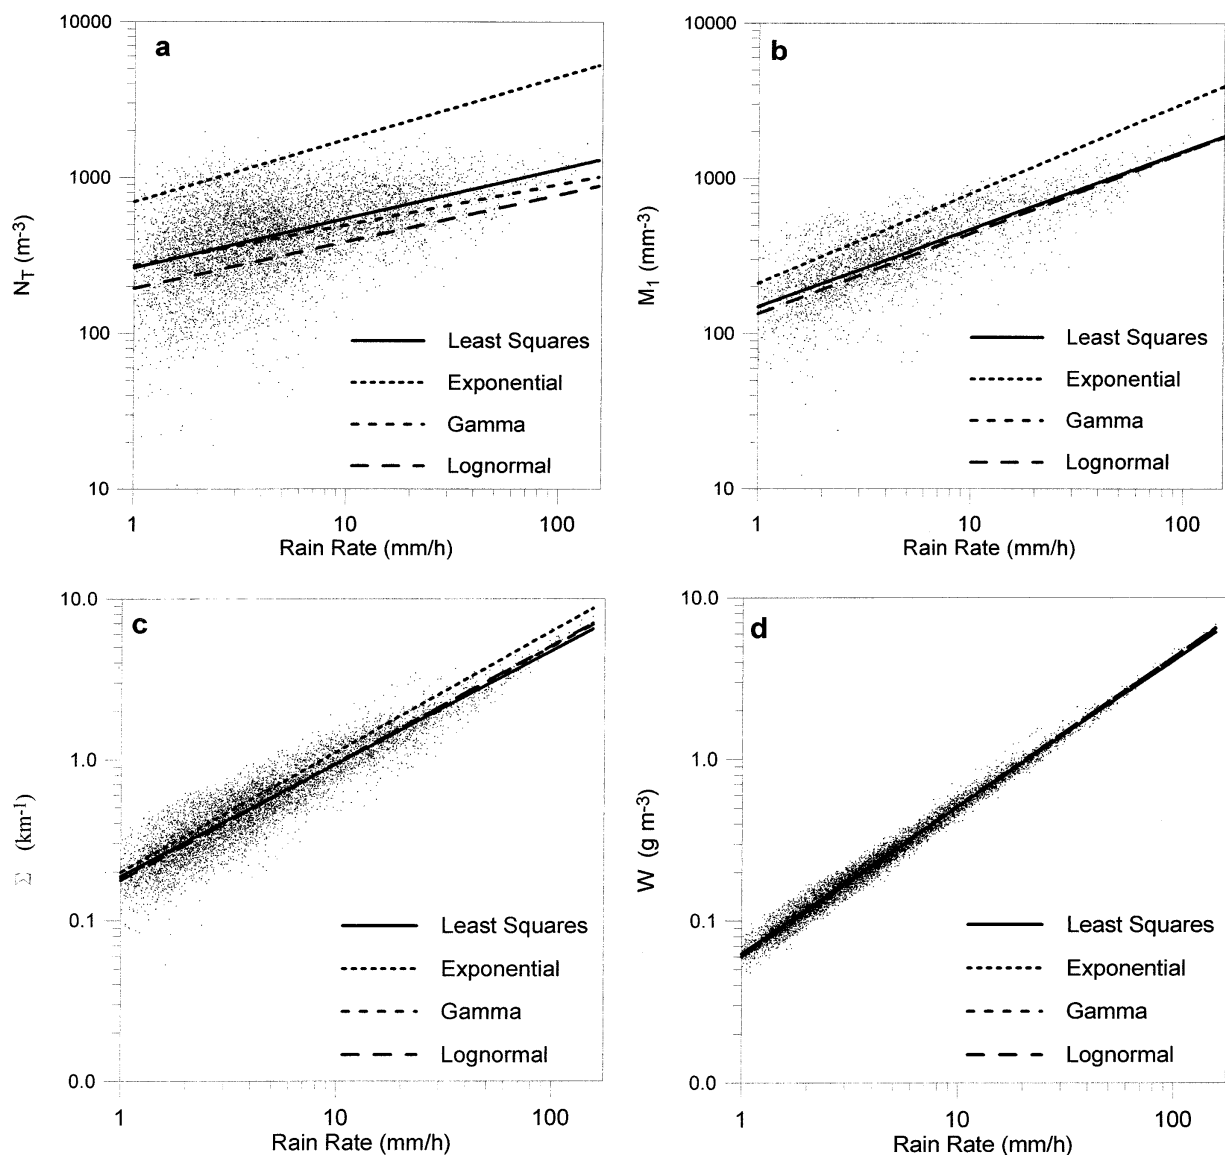 a
10000
1000
100
10
N_T (m-3)
Least Squares
Exponential
Gamma
Lognormal
1 10 100
Rain Rate (mm/h)
b
10000
1000
100
10
M_1 (mm-3)
Least Squares
Exponential
Gamma
Lognormal
1 10 100
Rain Rate (mm/h)
c
10.0
1.0
0.1
0.0
Σ (km-1)
Least Squares
Exponential
Gamma
Lognormal
1 10 100
Rain Rate (mm/h)
d
10.0
1.0
0.1
0.0
W (g m-3)
Least Squares
Exponential
Gamma
Lognormal
1 10 100
Rain Rate (mm/h)